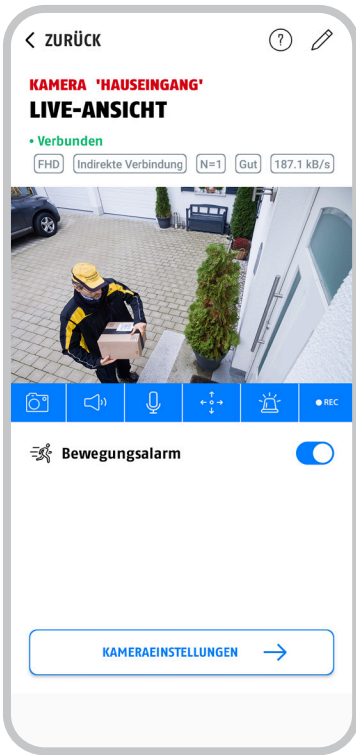 ZURÜCK
KAMERA 'HAUSEINGANG'
LIVE-ANSICHT
• Verbunden
FHD Indirekte Verbindung N=1 Gut 187.1 kB/s
REC
Bewegungsalarm
KAMERAEINSTELLUNGEN